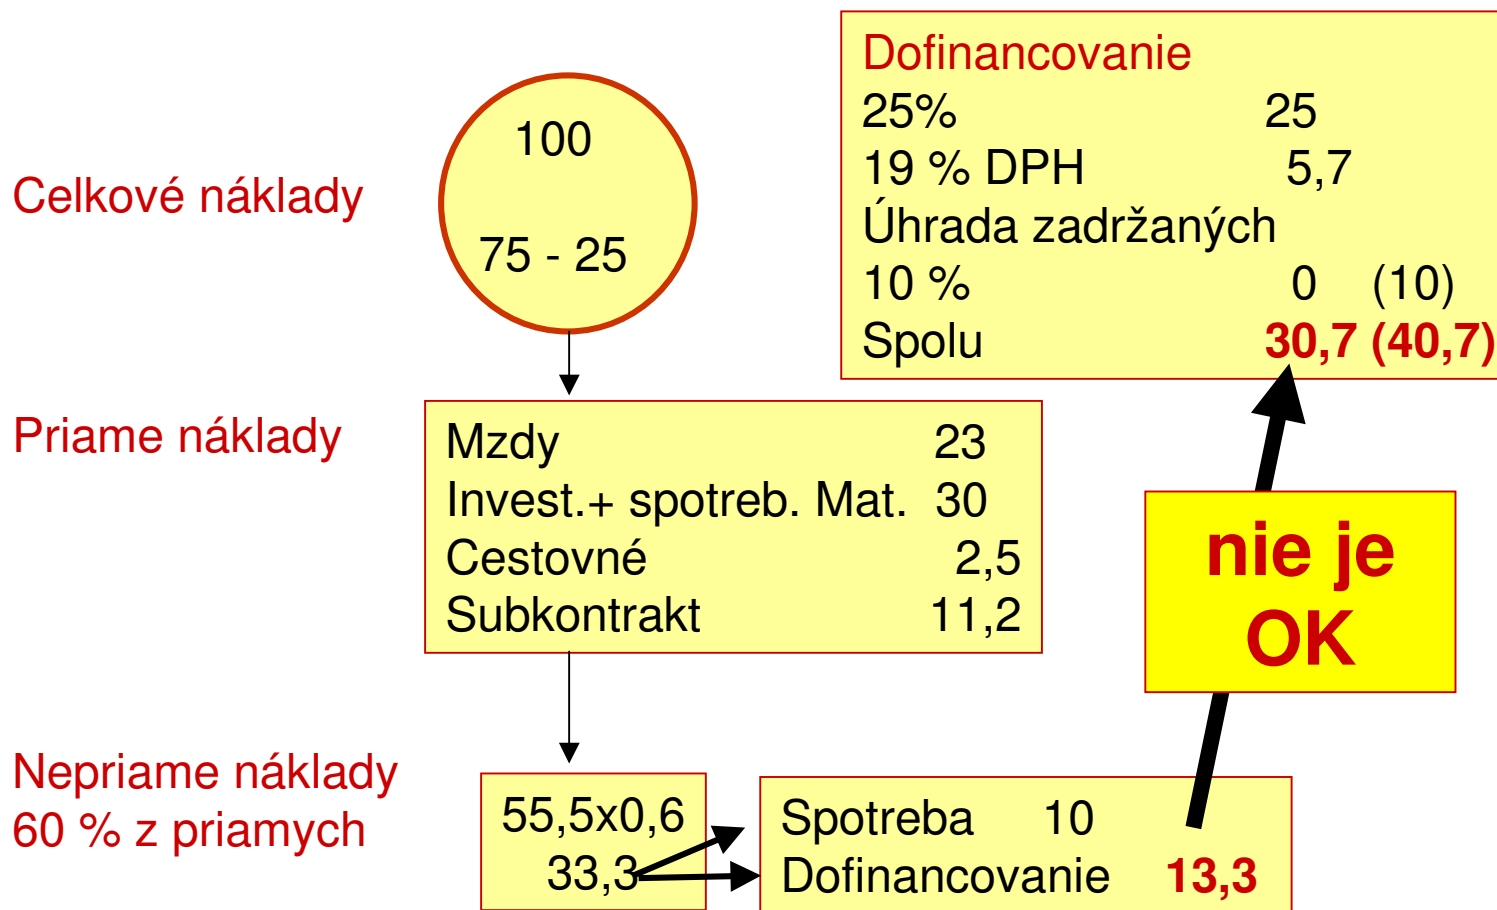 Celkové náklady
100
75 - 25
Dofinancovanie
25% 25
19 % DPH 5,7
Úhrada zadržaných
10 % 0 (10)
Spolu 30,7 (40,7)
Priame náklady
Mzdy 23
Invest.+ spotreb. Mat. 30
Cestovné 2,5
Subkontrakt 11,2
nie je
OK
Nepriame náklady
60 % z priamych
55,5x0,6
33,3
Spotreba 10
Dofinancovanie 13,3